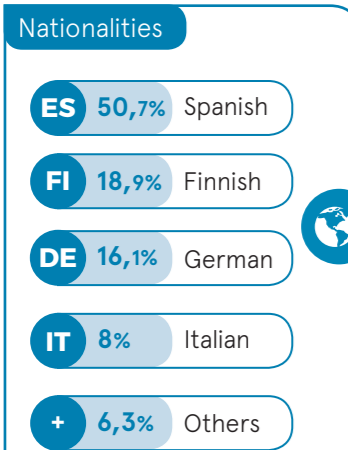 Nationalities
ES 50,7% Spanish
FI 18,9% Finnish
DE 16,1% German
IT 8% Italian
+ 6,3% Others